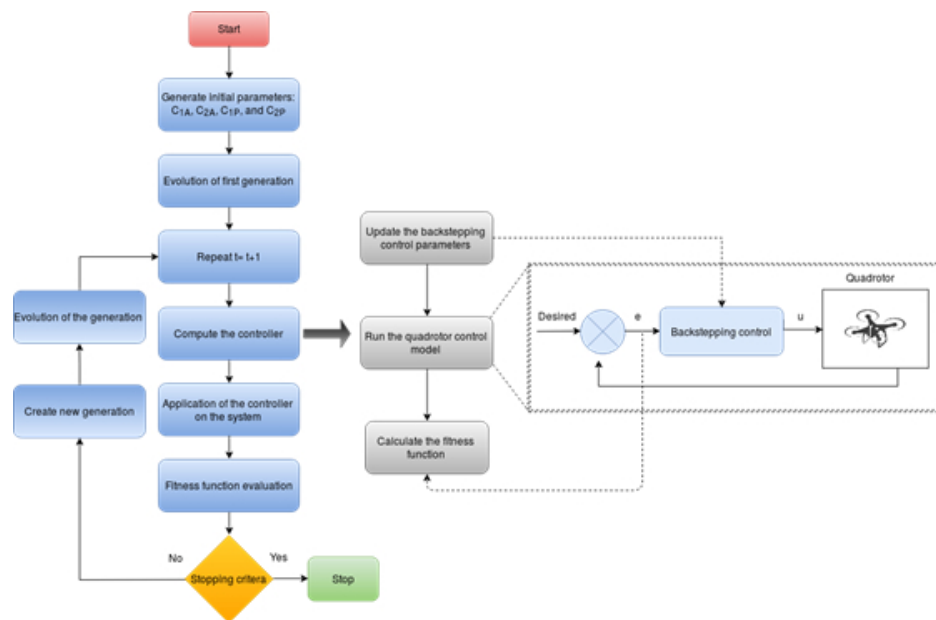 Start
Generate initial parameters:
C1A, C2A, C1P, and C2P
Evolution of first generation
Repeat t= t+1
Compute the controller
Application of the controller
on the system
Fitness function evaluation
Stopping critera
No
Yes
Stop
Create new generation
Evolution of the generation
Update the backstepping
control parameters
Run the quadrotor control
model
Calculate the fitness
function
Desired
e
Backstepping control
u
Quadrotor